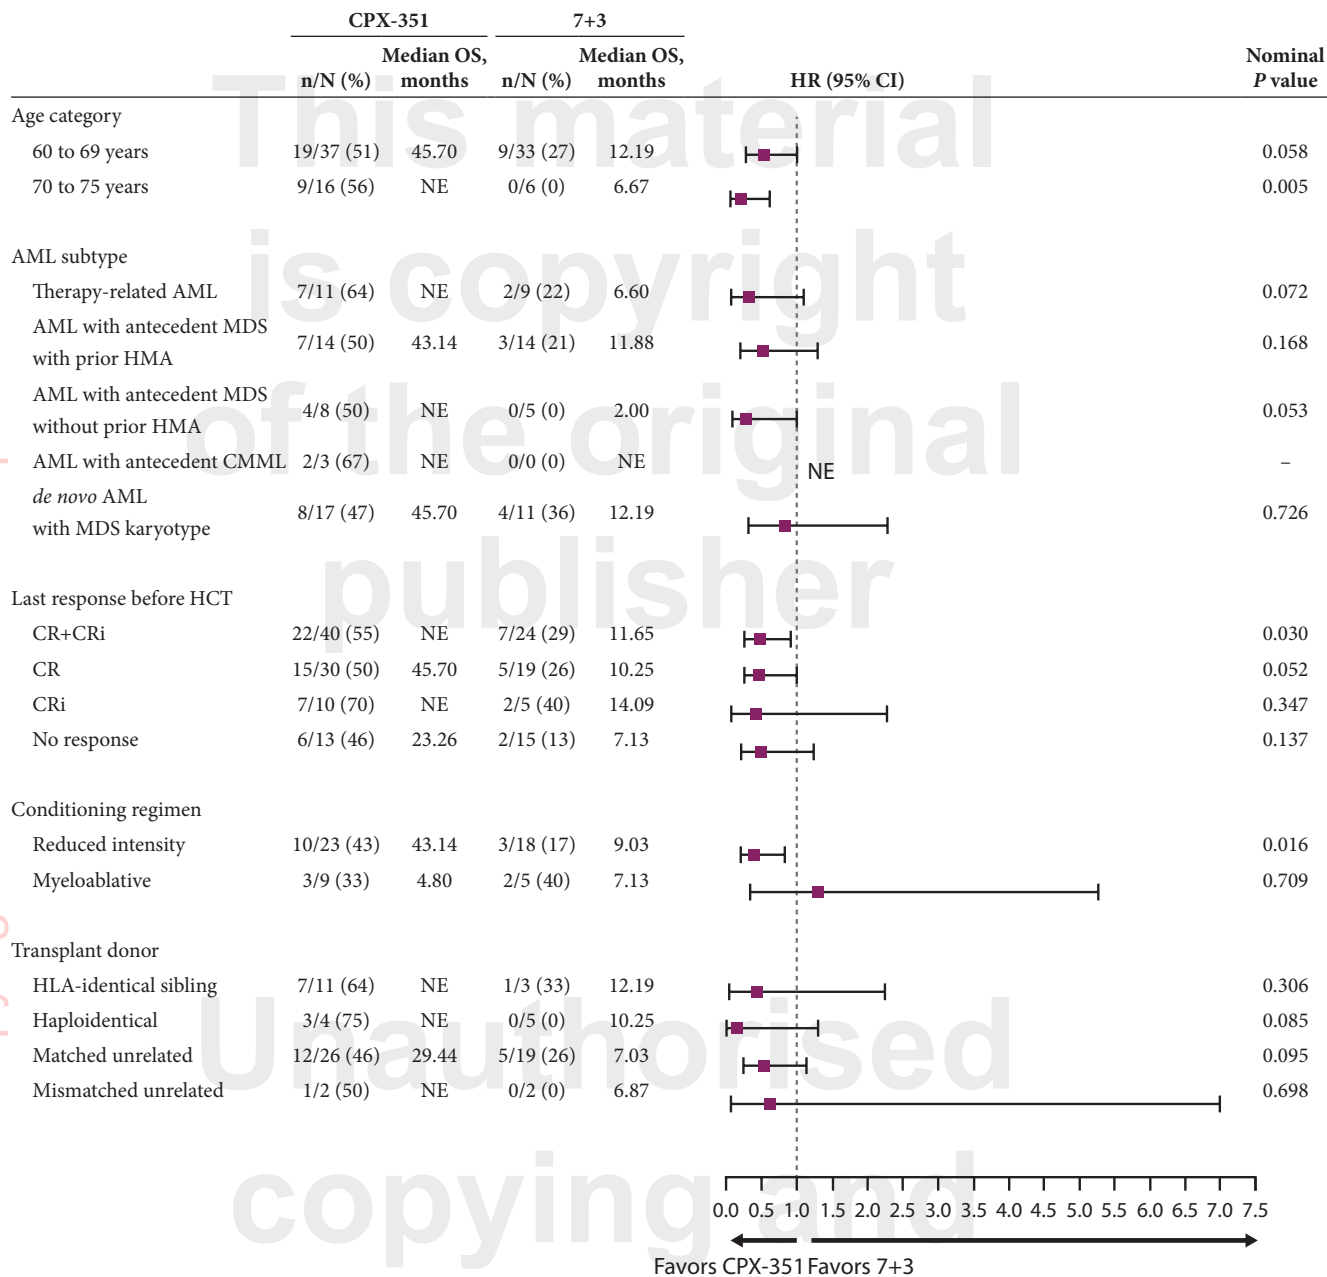 CPX-351 7+3
n/N (%) Median OS, months n/N (%) Median OS, months HR (95% CI) Nominal P value
Age category
60 to 69 years 19/37 (51) 45.70 9/33 (27) 12.19 0.058
70 to 75 years 9/16 (56) NE 0/6 (0) 6.67 0.005
AML subtype
Therapy-related AML 7/11 (64) NE 2/9 (22) 6.60 0.072
AML with antecedent MDS
with prior HMA 7/14 (50) 43.14 3/14 (21) 11.88 0.168
AML with antecedent MDS
without prior HMA 4/8 (50) NE 0/5 (0) 2.00 0.053
AML with antecedent CMML 2/3 (67) NE 0/0 (0) NE NE –
de novo AML
with MDS karyotype 8/17 (47) 45.70 4/11 (36) 12.19 0.726
Last response before HCT
CR+CRi 22/40 (55) NE 7/24 (29) 11.65 0.030
CR 15/30 (50) 45.70 5/19 (26) 10.25 0.052
CRi 7/10 (70) NE 2/5 (40) 14.09 0.347
No response 6/13 (46) 23.26 2/15 (13) 7.13 0.137
Conditioning regimen
Reduced intensity 10/23 (43) 43.14 3/18 (17) 9.03 0.016
Myeloablative 3/9 (33) 4.80 2/5 (40) 7.13 0.709
Transplant donor
HLA-identical sibling 7/11 (64) NE 1/3 (33) 12.19 0.306
Haploidentical 3/4 (75) NE 0/5 (0) 10.25 0.085
Matched unrelated 12/26 (46) 29.44 5/19 (26) 7.03 0.095
Mismatched unrelated 1/2 (50) NE 0/2 (0) 6.87 0.698
0.0 0.5 1.0 1.5 2.0 2.5 3.0 3.5 4.0 4.5 5.0 5.5 6.0 6.5 7.0 7.5
Favors CPX-351 Favors 7+3
This material
is copyright
of the original
publisher
Unauthorised
copying and